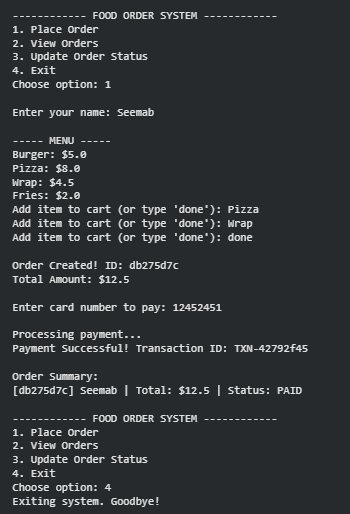 ------------ FOOD ORDER SYSTEM ------------
1. Place Order
2. View Orders
3. Update Order Status
4. Exit
Choose option: 1
Enter your name: Seemab
----- MENU -----
Burger: $5.0
Pizza: $8.0
Wrap: $4.5
Fries: $2.0
Add item to cart (or type 'done'): Pizza
Add item to cart (or type 'done'): Wrap
Add item to cart (or type 'done'): done
Order Created! ID: db275d7c
Total Amount: $12.5
Enter card number to pay: 12452451
Processing payment...
Payment Successful! Transaction ID: TXN-42792f45
Order Summary:
[db275d7c] Seemab | Total: $12.5 | Status: PAID
------------ FOOD ORDER SYSTEM ------------
1. Place Order
2. View Orders
3. Update Order Status
4. Exit
Choose option: 4
Exiting system. Goodbye!